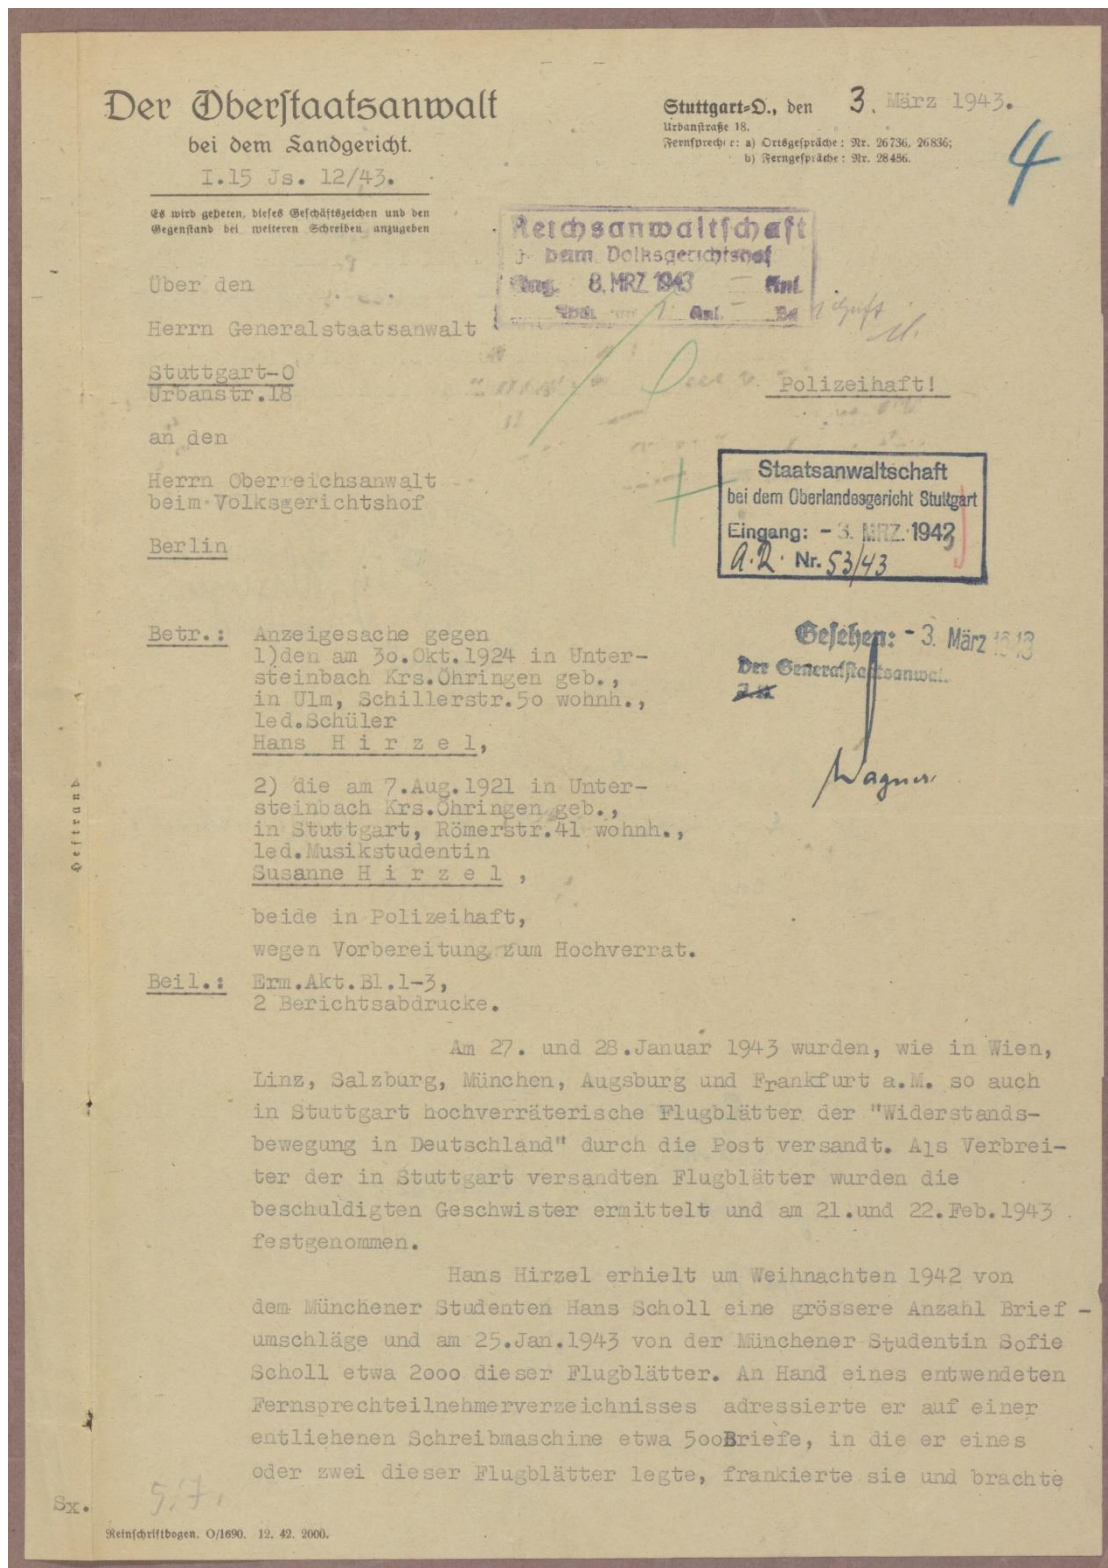 Der Oberstaatsanwalt
bei dem Landgericht.
I.15 Js. 12/43.
Es wird gebeten, dieses Geschäftszeichen und den
Gegenstand bei weiteren Schreiben anzugeben
Stuttgart-O., den 3. März 1943.
Urbanstraße 18.
Fernsprecher: a) Ortsgespräche: Nr. 26736, 26836;
b) Ferngespräche: Nr. 28486.
4
Reichsanwaltschaft
beim Volksgerichtshof
Eing. 8. MRZ 1943 Anl.
Über den
Herrn Generalstaatsanwalt
Stuttgart-O
Urbanstr.18
Polizeihaft!
an den
Herrn Oberreichsanwalt
beim Volksgerichtshof
Berlin
Staatsanwaltschaft
bei dem Oberlandesgericht Stuttgart
Eingang: - 3. MRZ. 1943
A.R. Nr. 53/43
Gesehen: - 3. März 1943
Der Generalstaatsanwalt
Wagner
Betr.: Anzeigesache gegen
1)den am 3o.Okt.1924 in Unter-
steinbach Krs.Öhringen geb.,
in Ulm, Schillerstr.5o wohnh.,
led.Schüler
Hans H i r z e l,
2) die am 7.Aug.1921 in Unter-
steinbach Krs.Öhringen geb.,
in Stuttgart, Römerstr.41 wohnh.,
led.Musikstudentin
Susanne H i r z e l ,
beide in Polizeihaft,
wegen Vorbereitung zum Hochverrat.
Beil.: Erm.Akt.Bl.1-3,
2 Berichtsabdrucke.
Heftrand
Am 27. und 28.Januar 1943 wurden, wie in Wien,
Linz, Salzburg, München, Augsburg und Frankfurt a.M. so auch
in Stuttgart hochverräterische Flugblätter der "Widerstands-
bewegung in Deutschland" durch die Post versandt. Als Verbrei-
ter der in Stuttgart versandten Flugblätter wurden die
beschuldigten Geschwister ermittelt und am 21.und 22.Feb.1943
festgenommen.
Hans Hirzel erhielt um Weihnachten 1942 von
dem Münchener Studenten Hans Scholl eine grössere Anzahl Brief -
umschläge und am 25.Jan.1943 von der Münchener Studentin Sofie
Scholl etwa 2ooo dieser Flugblätter. An Hand eines entwendeten
Fernsprechteilnehmerverzeichnisses adressierte er auf einer
entliehenen Schreibmaschine etwa 5ooBriefe, in die er eines
oder zwei dieser Flugblätter legte, frankierte sie und brachte
Sx.
Reinschriftbogen. O/1690. 12. 42. 2000.